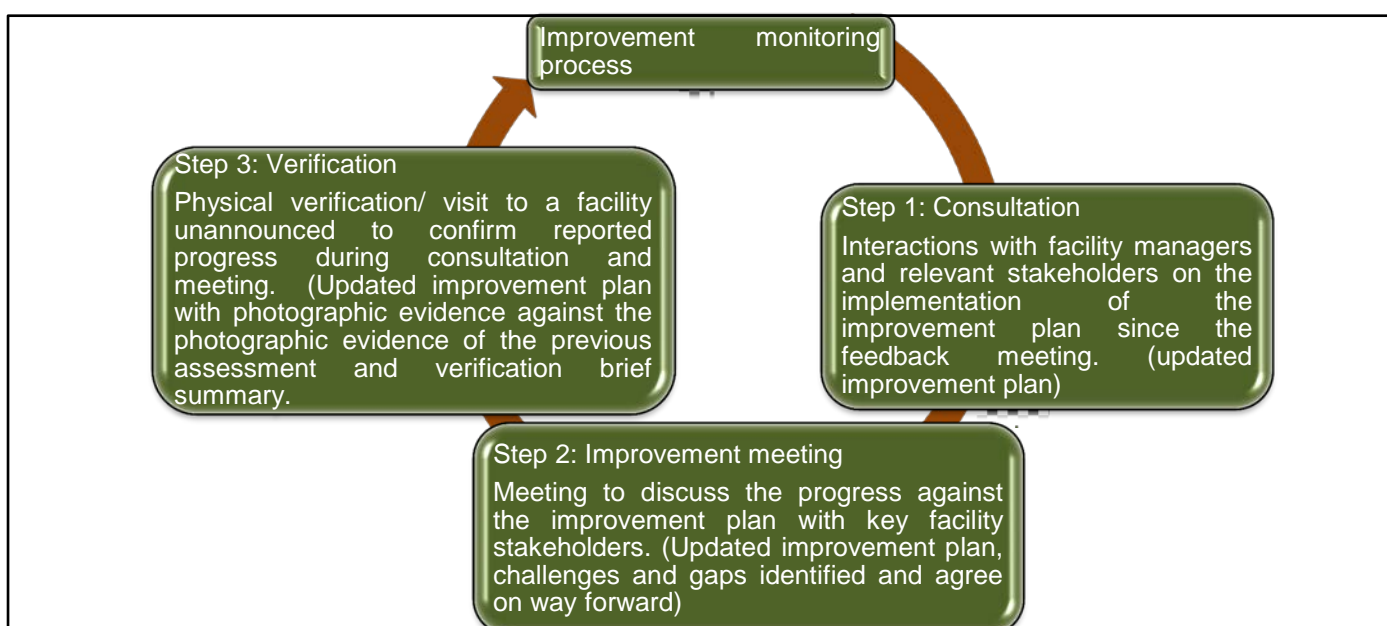 Improvement monitoring
process
Step 1: Consultation
Interactions with facility managers
and relevant stakeholders on the
implementation of the
improvement plan since the
feedback meeting. (updated
improvement plan)
Step 2: Improvement meeting
Meeting to discuss the progress against
the improvement plan with key facility
stakeholders. (Updated improvement plan,
challenges and gaps identified and agree
on way forward)
Step 3: Verification
Physical verification/ visit to a facility
unannounced to confirm reported
progress during consultation and
meeting. (Updated improvement plan
with photographic evidence against the
photographic evidence of the previous
assessment and verification brief
summary.